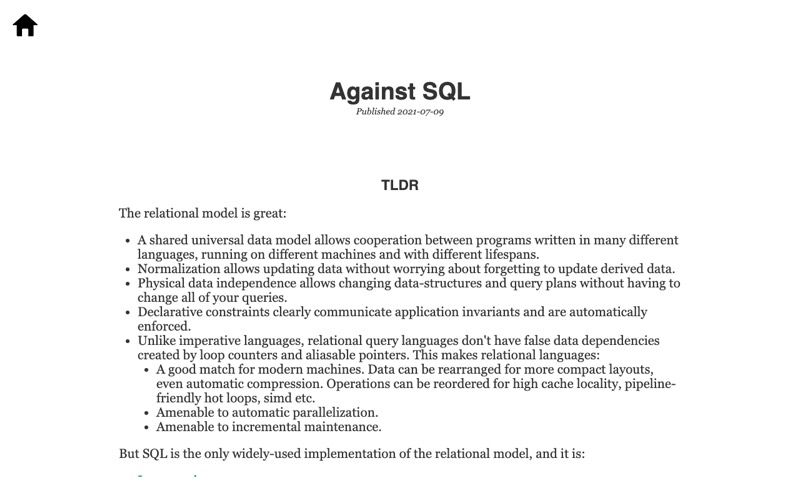 Against SQL
Published 2021-07-09
TLDR
The relational model is great:
• A shared universal data model allows cooperation between programs written in many different
languages, running on different machines and with different lifespans.
• Normalization allows updating data without worrying about forgetting to update derived data.
• Physical data independence allows changing data-structures and query plans without having to
change all of your queries.
• Declarative constraints clearly communicate application invariants and are automatically
enforced.
• Unlike imperative languages, relational query languages don't have false data dependencies
created by loop counters and aliasable pointers. This makes relational languages:
• A good match for modern machines. Data can be rearranged for more compact layouts,
even automatic compression. Operations can be reordered for high cache locality, pipeline-
friendly hot loops, simd etc.
• Amenable to automatic parallelization.
• Amenable to incremental maintenance.
But SQL is the only widely-used implementation of the relational model, and it is: